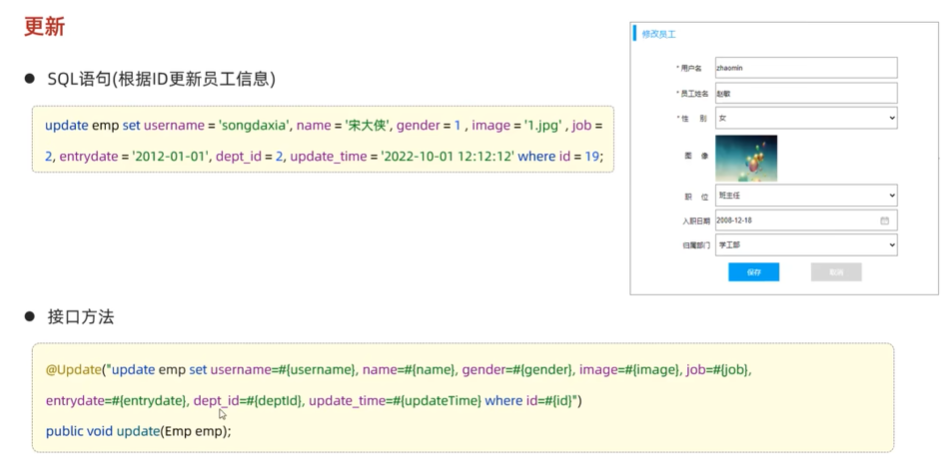 更新
SQL语句(根据ID更新员工信息)
update emp set username = 'songdaxia', name = '宋大侠', gender = 1 , image = '1.jpg' , job =
2, entrydate = '2012-01-01', dept_id = 2, update_time = '2022-10-01 12:12:12' where id = 19;
修改员工
* 用户名 zhaomin
* 员工姓名 赵敏
* 性 别 女
图 像
职 位 班主任
入职日期 2008-12-18
归属部门 学工部
保存 取消
接口方法
@Update("update emp set username=#{username}, name=#{name}, gender=#{gender}, image=#{image}, job=#{job},
entrydate=#{entrydate}, dept_id=#{deptId}, update_time=#{updateTime} where id=#{id}")
public void update(Emp emp);